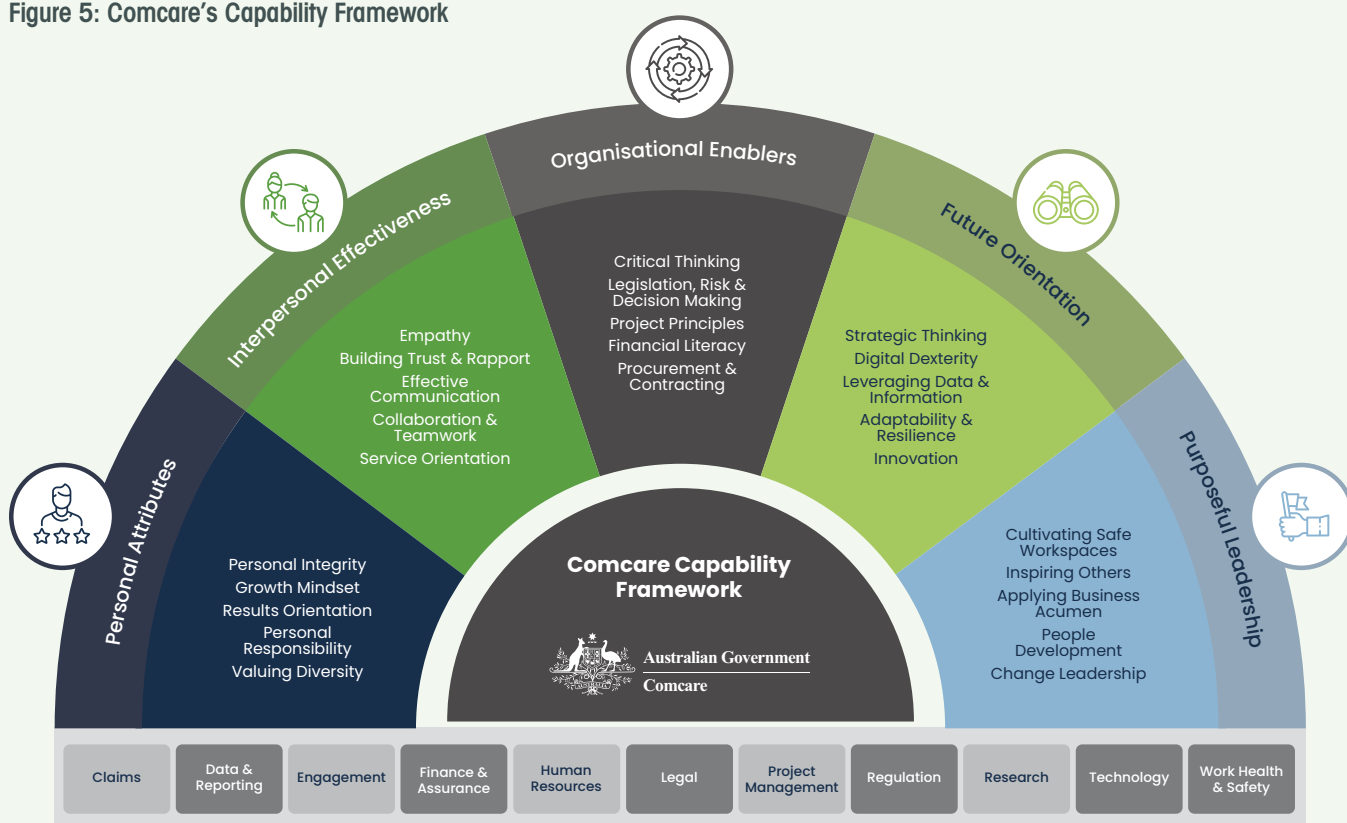 Figure 5: Comcare's Capability Framework
Personal Attributes
Personal Integrity
Growth Mindset
Results Orientation
Personal
Responsibility
Valuing Diversity
Interpersonal Effectiveness
Empathy
Building Trust & Rapport
Effective
Communication
Collaboration &
Teamwork
Service Orientation
Organisational Enablers
Critical Thinking
Legislation, Risk &
Decision Making
Project Principles
Financial Literacy
Procurement &
Contracting
Future Orientation
Strategic Thinking
Digital Dexterity
Leveraging Data &
Information
Adaptability &
Resilience
Innovation
Purposeful Leadership
Cultivating Safe
Workspaces
Inspiring Others
Applying Business
Acumen
People
Development
Change Leadership
Comcare Capability
Framework
Australian Government
Comcare
Claims
Data &
Reporting
Engagement
Finance &
Assurance
Human
Resources
Legal
Project
Management
Regulation
Research
Technology
Work Health
& Safety